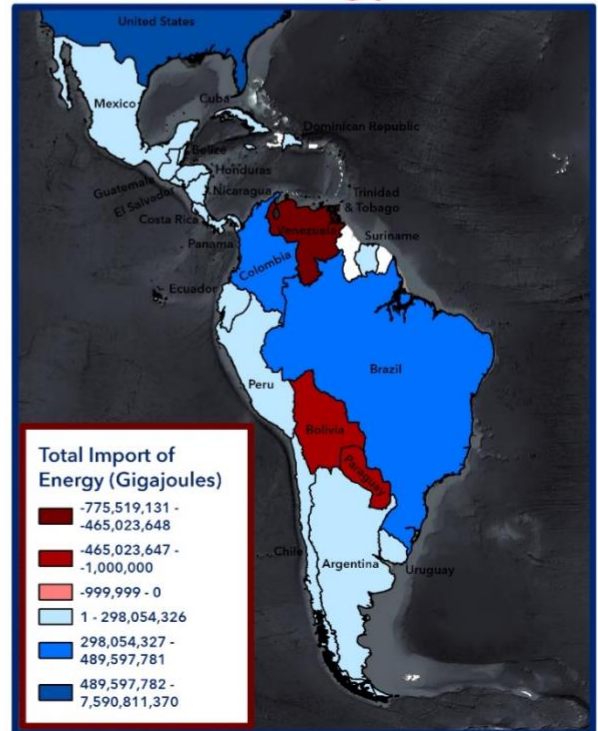 United States
Mexico
Cuba
Dominican Republic
Belize
Honduras
Guatemala
Nicaragua
El Salvador
Trinidad
& Tobago
Costa Rica
Venezuela
Panama
Suriname
Colombia
Ecuador
Brazil
Peru
Bolivia
Paraguay
Chile
Argentina
Uruguay
Total Import of
Energy (Gigajoules)
-775,519,131 -
-465,023,648
-465,023,647 -
-1,000,000
-999,999 - 0
1 - 298,054,326
298,054,327 -
489,597,781
489,597,782 -
7,590,811,370